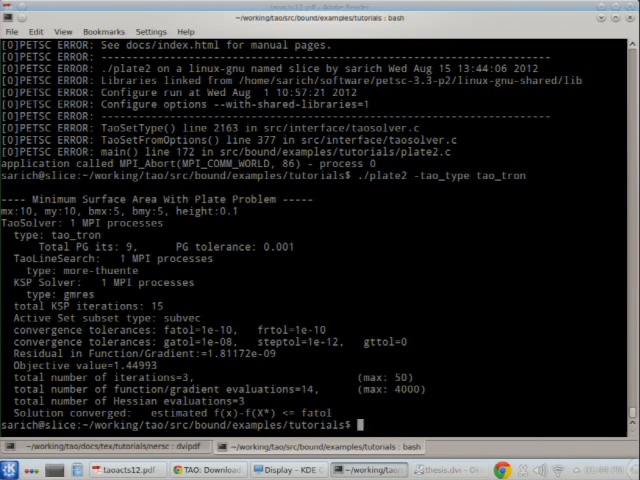 ~/working/tao/src/bound/examples/tutorials : bash
File Edit View Bookmarks Settings Help
[0]PETSC ERROR: See docs/index.html for manual pages.
[0]PETSC ERROR: ------------------------------------------------------------------------
[0]PETSC ERROR: ./plate2 on a linux-gnu named slice by sarich Wed Aug 15 13:44:06 2012
[0]PETSC ERROR: Libraries linked from /home/sarich/software/petsc-3.3-p2/linux-gnu-shared/lib
[0]PETSC ERROR: Configure run at Wed Aug  1 10:57:21 2012
[0]PETSC ERROR: Configure options --with-shared-libraries=1
[0]PETSC ERROR: ------------------------------------------------------------------------
[0]PETSC ERROR: TaoSetType() line 2163 in src/interface/taosolver.c
[0]PETSC ERROR: TaoSetFromOptions() line 377 in src/interface/taosolver.c
[0]PETSC ERROR: main() line 172 in src/bound/examples/tutorials/plate2.c
application called MPI_Abort(MPI_COMM_WORLD, 86) - process 0
sarich@slice:~/working/tao/src/bound/examples/tutorials$ ./plate2 -tao_type tao_tron
---- Minimum Surface Area With Plate Problem -----
mx:10, my:10, bmx:5, bmy:5, height:0.1
TaoSolver: 1 MPI processes
type: tao_tron
Total PG its: 9, PG tolerance: 0.001
TaoLineSearch: 1 MPI processes
type: more-thuente
KSP Solver: 1 MPI processes
type: gmres
total KSP iterations: 15
Active Set subset type: subvec
convergence tolerances: fatol=1e-10, frtol=1e-10
convergence tolerances: gatol=1e-08, steptol=1e-12, gttol=0
Residual in Function/Gradient:=1.81172e-09
Objective value=1.44993
total number of iterations=3, (max: 50)
total number of function/gradient evaluations=14, (max: 4000)
total number of Hessian evaluations=3
Solution converged: estimated f(x)-f(X*) <= fatol
sarich@slice:~/working/tao/src/bound/examples/tutorials$
~/working/tao/docs/tex/tutorials/nersc : dvipdf ~/working/tao/src/bound/examples/tutorials : bash
taoacts12.pdf TAO: Download Display – KDE C ~/working/tao/ thesis.dvi – Ok 01:08 PM